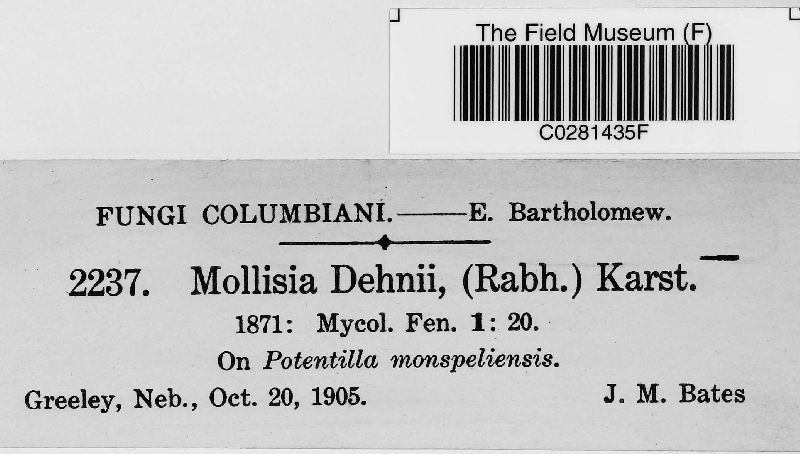 The Field Museum (F)
C0281435F
FUNGI COLUMBIANI.——E. Bartholomew.
2237. Mollisia Dehnii, (Rabh.) Karst.
1871: Mycol. Fen. 1: 20.
On Potentilla monspeliensis.
Greeley, Neb., Oct. 20, 1905. J. M. Bates